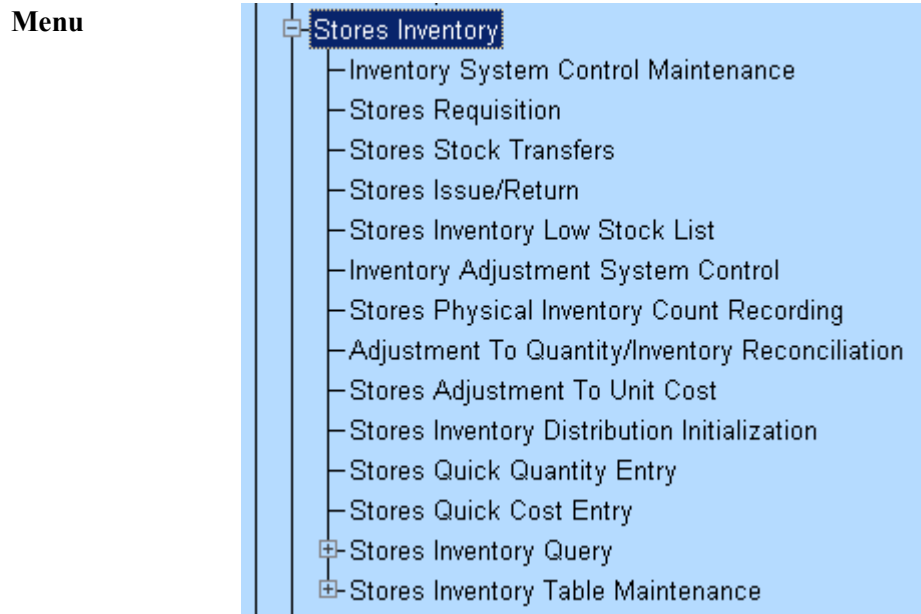 Menu
Stores Inventory
Inventory System Control Maintenance
Stores Requisition
Stores Stock Transfers
Stores Issue/Return
Stores Inventory Low Stock List
Inventory Adjustment System Control
Stores Physical Inventory Count Recording
Adjustment To Quantity/Inventory Reconciliation
Stores Adjustment To Unit Cost
Stores Inventory Distribution Initialization
Stores Quick Quantity Entry
Stores Quick Cost Entry
Stores Inventory Query
Stores Inventory Table Maintenance